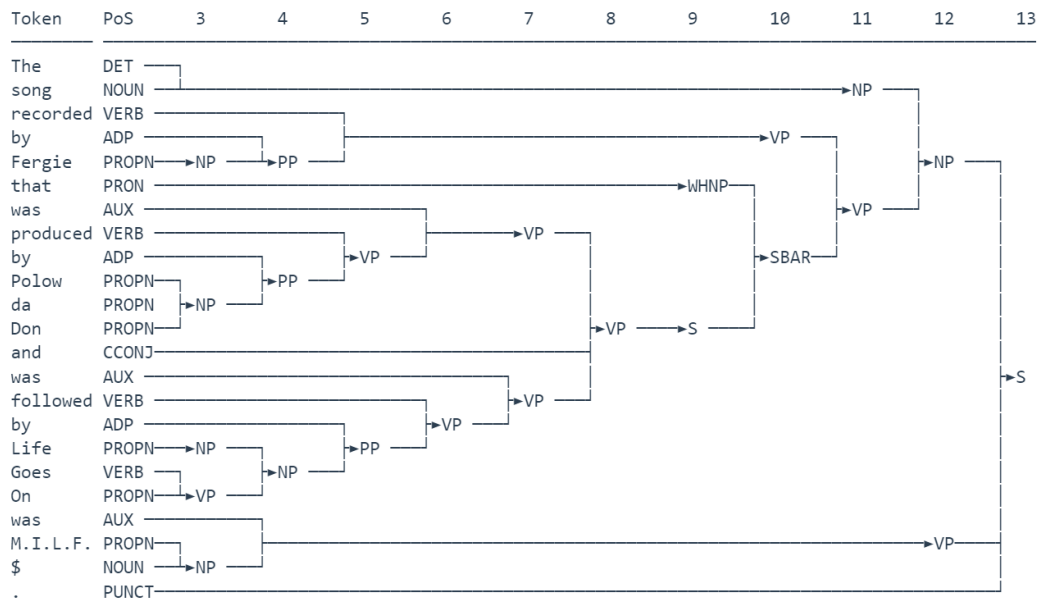 Token PoS 3 4 5 6 7 8 9 10 11 12 13
The DET
song NOUN NP
recorded VERB
by ADP VP
Fergie PROPN NP PP NP
that PRON WHNP
was AUX VP
produced VERB VP
by ADP VP SBAR
Polow PROPN PP
da PROPN NP
Don PROPN VP S
and CCONJ
was AUX S
followed VERB VP
by ADP VP
Life PROPN NP PP
Goes VERB NP
On PROPN VP
was AUX
M.I.L.F. PROPN VP
$ NOUN NP
. PUNCT